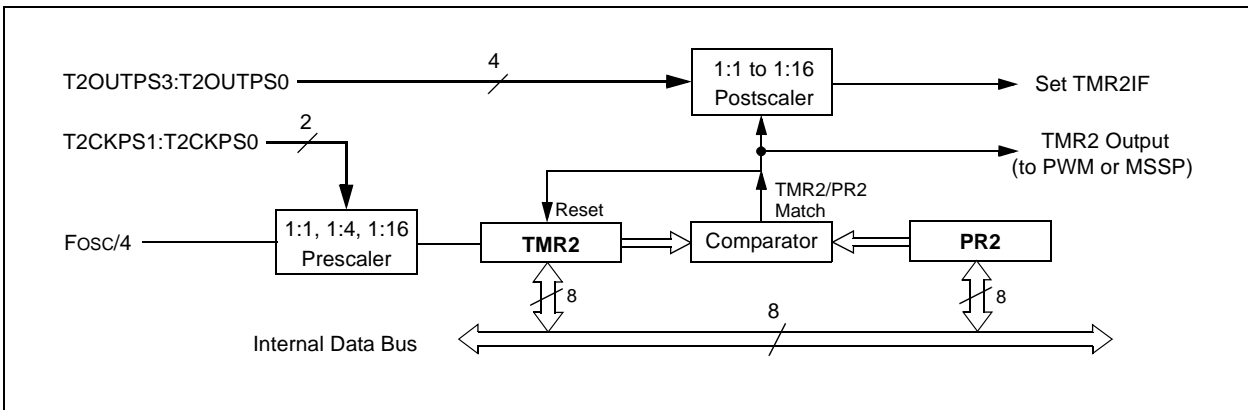 T2OUTPS3:T2OUTPS0
4
1:1 to 1:16
Postscaler
Set TMR2IF
T2CKPS1:T2CKPS0
2
TMR2 Output
(to PWM or MSSP)
TMR2/PR2
Match
Reset
FOSC/4
1:1, 1:4, 1:16
Prescaler
TMR2
Comparator
PR2
8
8
8
Internal Data Bus